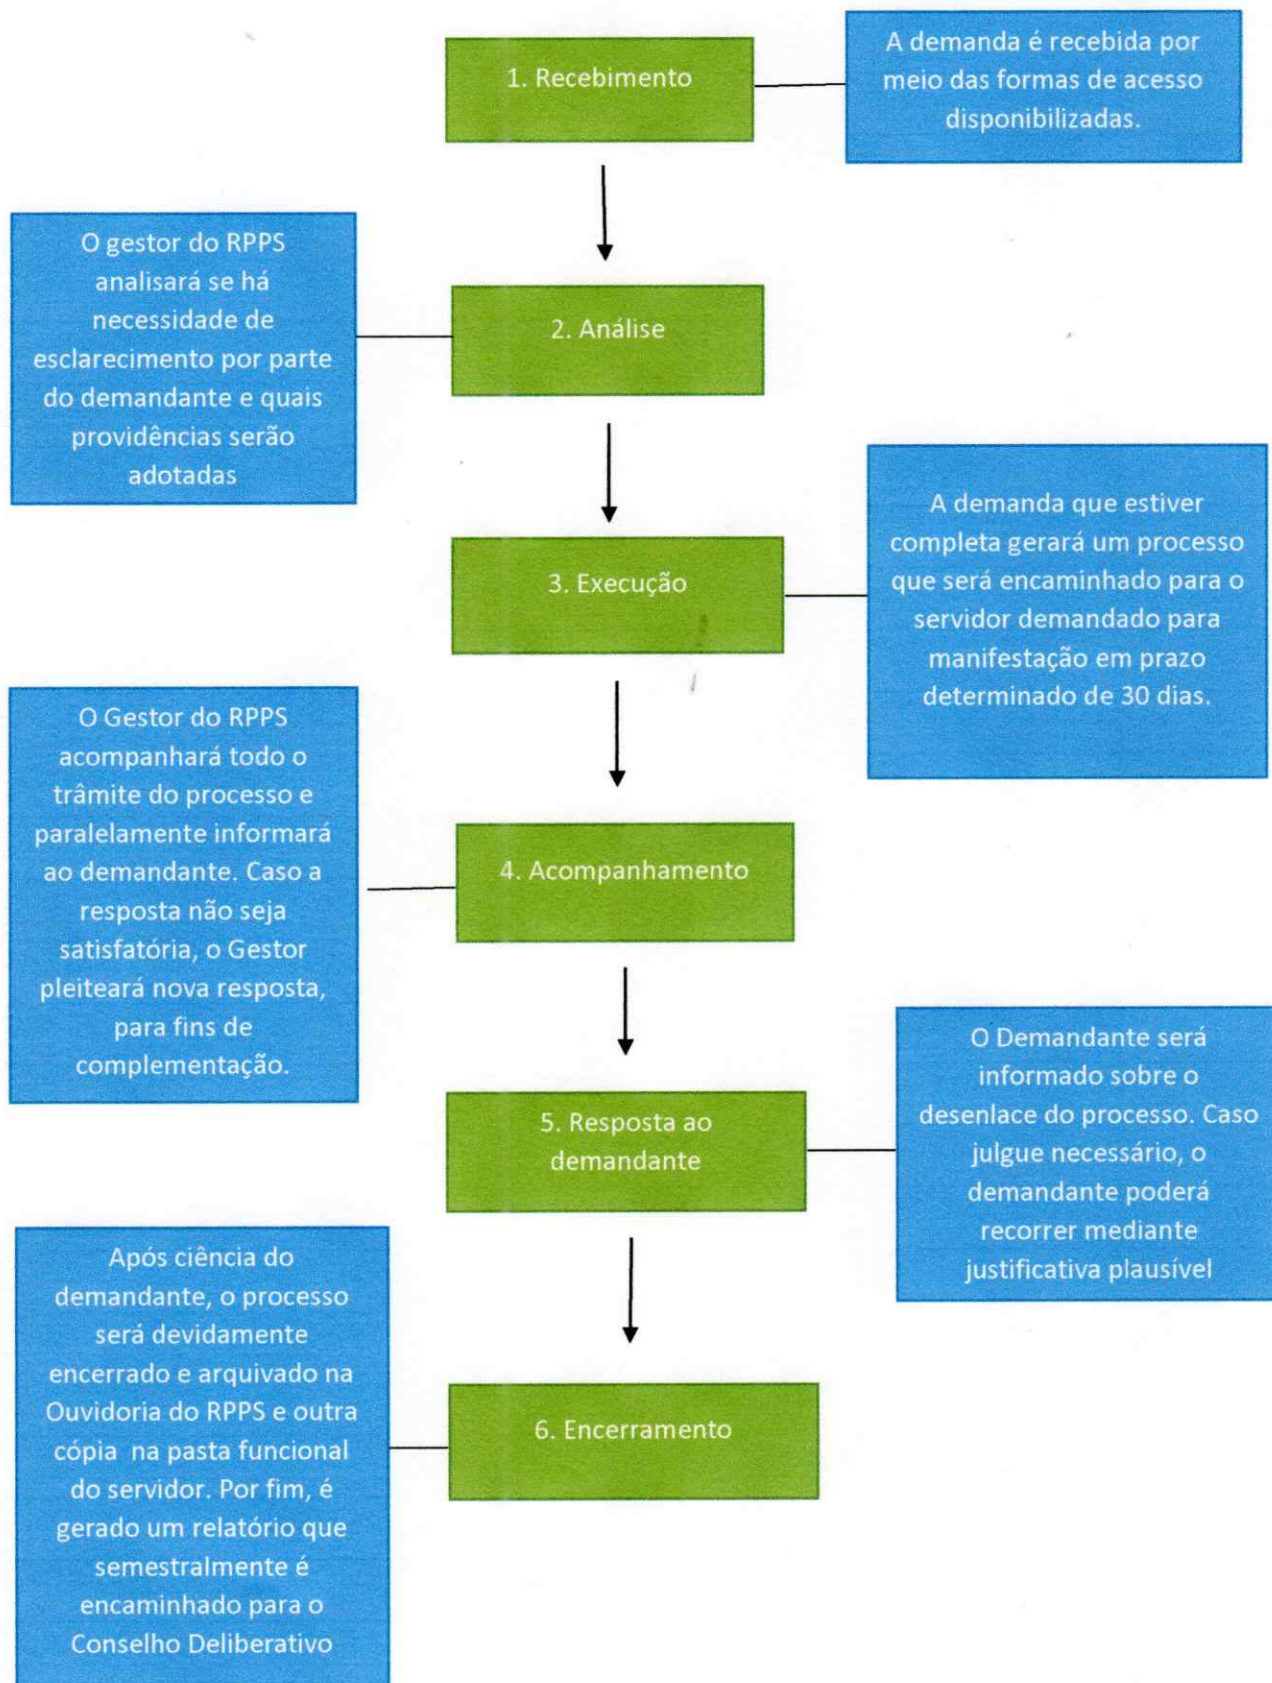 1. Recebimento
A demanda é recebida por
meio das formas de acesso
disponibilizadas.
O gestor do RPPS
analisará se há
necessidade de
esclarecimento por parte
do demandante e quais
providências serão
adotadas
2. Análise
3. Execução
A demanda que estiver
completa gerará um processo
que será encaminhado para o
servidor demandado para
manifestação em prazo
determinado de 30 dias.
O Gestor do RPPS
acompanhará todo o
trâmite do processo e
paralelamente informará
ao demandante. Caso a
resposta não seja
satisfatória, o Gestor
pleiteará nova resposta,
para fins de
complementação.
4. Acompanhamento
5. Resposta ao
demandante
O Demandante será
informado sobre o
desenlace do processo. Caso
julgue necessário, o
demandante poderá
recorrer mediante
justificativa plausível
Após ciência do
demandante, o processo
será devidamente
encerrado e arquivado na
Ouvidoria do RPPS e outra
cópia  na pasta funcional
do servidor. Por fim, é
gerado um relatório que
semestralmente é
encaminhado para o
Conselho Deliberativo
6. Encerramento